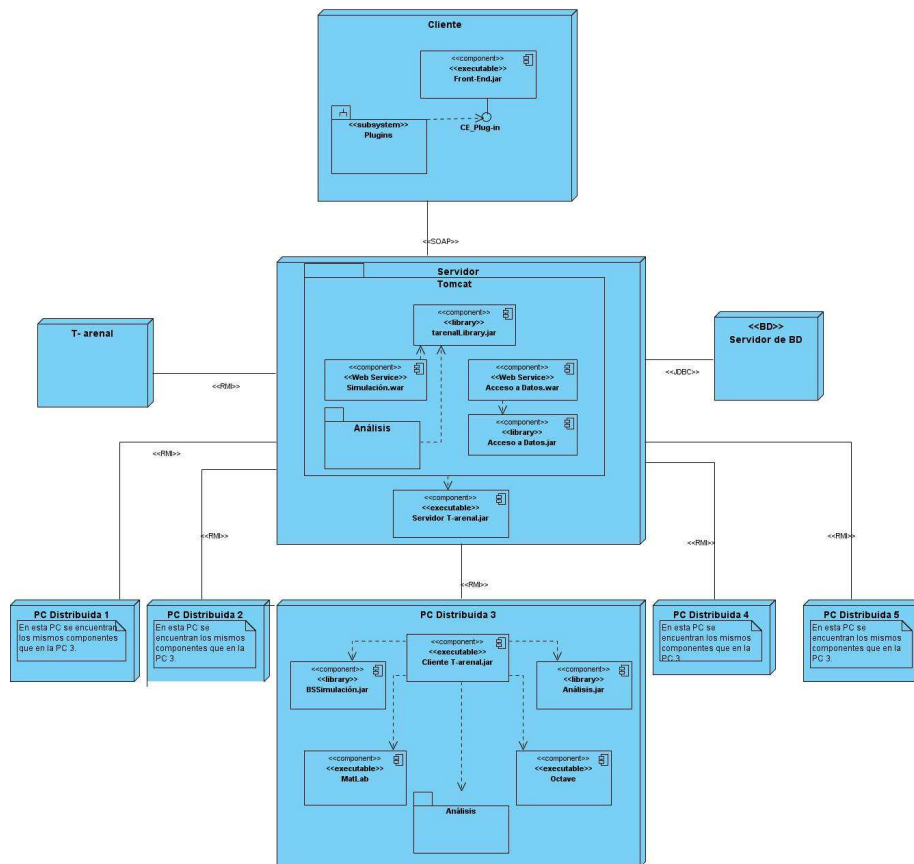 Cliente
<<component>>
<<executable>>
Front-End.jar
<<subsystem>>
Plugins
CE_Plug-in
<<SOAP>>
Servidor
Tomcat
<<component>>
<<library>>
tarenalLibrary.jar
<<component>>
<<Web Service>>
Simulación.war
<<component>>
<<Web Service>>
Acceso a Datos.war
Análisis
<<component>>
<<library>>
Acceso a Datos.jar
<<component>>
<<executable>>
Servidor T-arenal.jar
T- arenal
<<RMI>>
<<BD>>
Servidor de BD
<<JDBC>>
<<RMI>>
<<RMI>>
<<RMI>>
<<RMI>>
<<RMI>>
PC Distribuida 1
En esta PC se encuentran
los mismos componentes
que en la PC 3.
PC Distribuida 2
En esta PC se
encuentran los mismos
componentes que en la
PC 3.
PC Distribuida 3
<<component>>
<<executable>>
Cliente T-arenal.jar
<<component>>
<<library>>
BSSimulación.jar
<<component>>
<<library>>
Análisis.jar
<<component>>
<<executable>>
MatLab
<<component>>
<<executable>>
Octave
Análisis
PC Distribuida 4
En esta PC se
encuentran los mismos
componentes que en la
PC 3.
PC Distribuida 5
En esta PC se
encuentran los mismos
componentes que en la
PC 3.